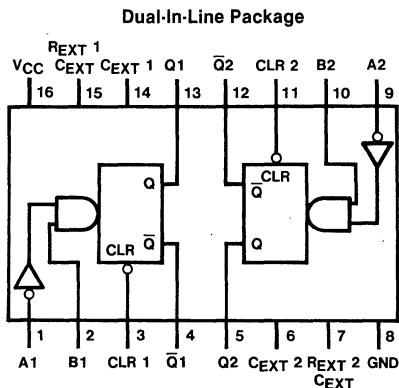 Dual-In-Line Package
REXT 1
VCC CEXT CEXT 1 Q1 Q̅2 CLR 2 B2 A2
16 15 14 13 12 11 10 9
Q CLR
Q̅
Q̅ Q
CLR
1 2 3 4 5 6 7 8
A1 B1 CLR 1 Q̅1 Q2 CEXT 2 REXT 2 GND
CEXT